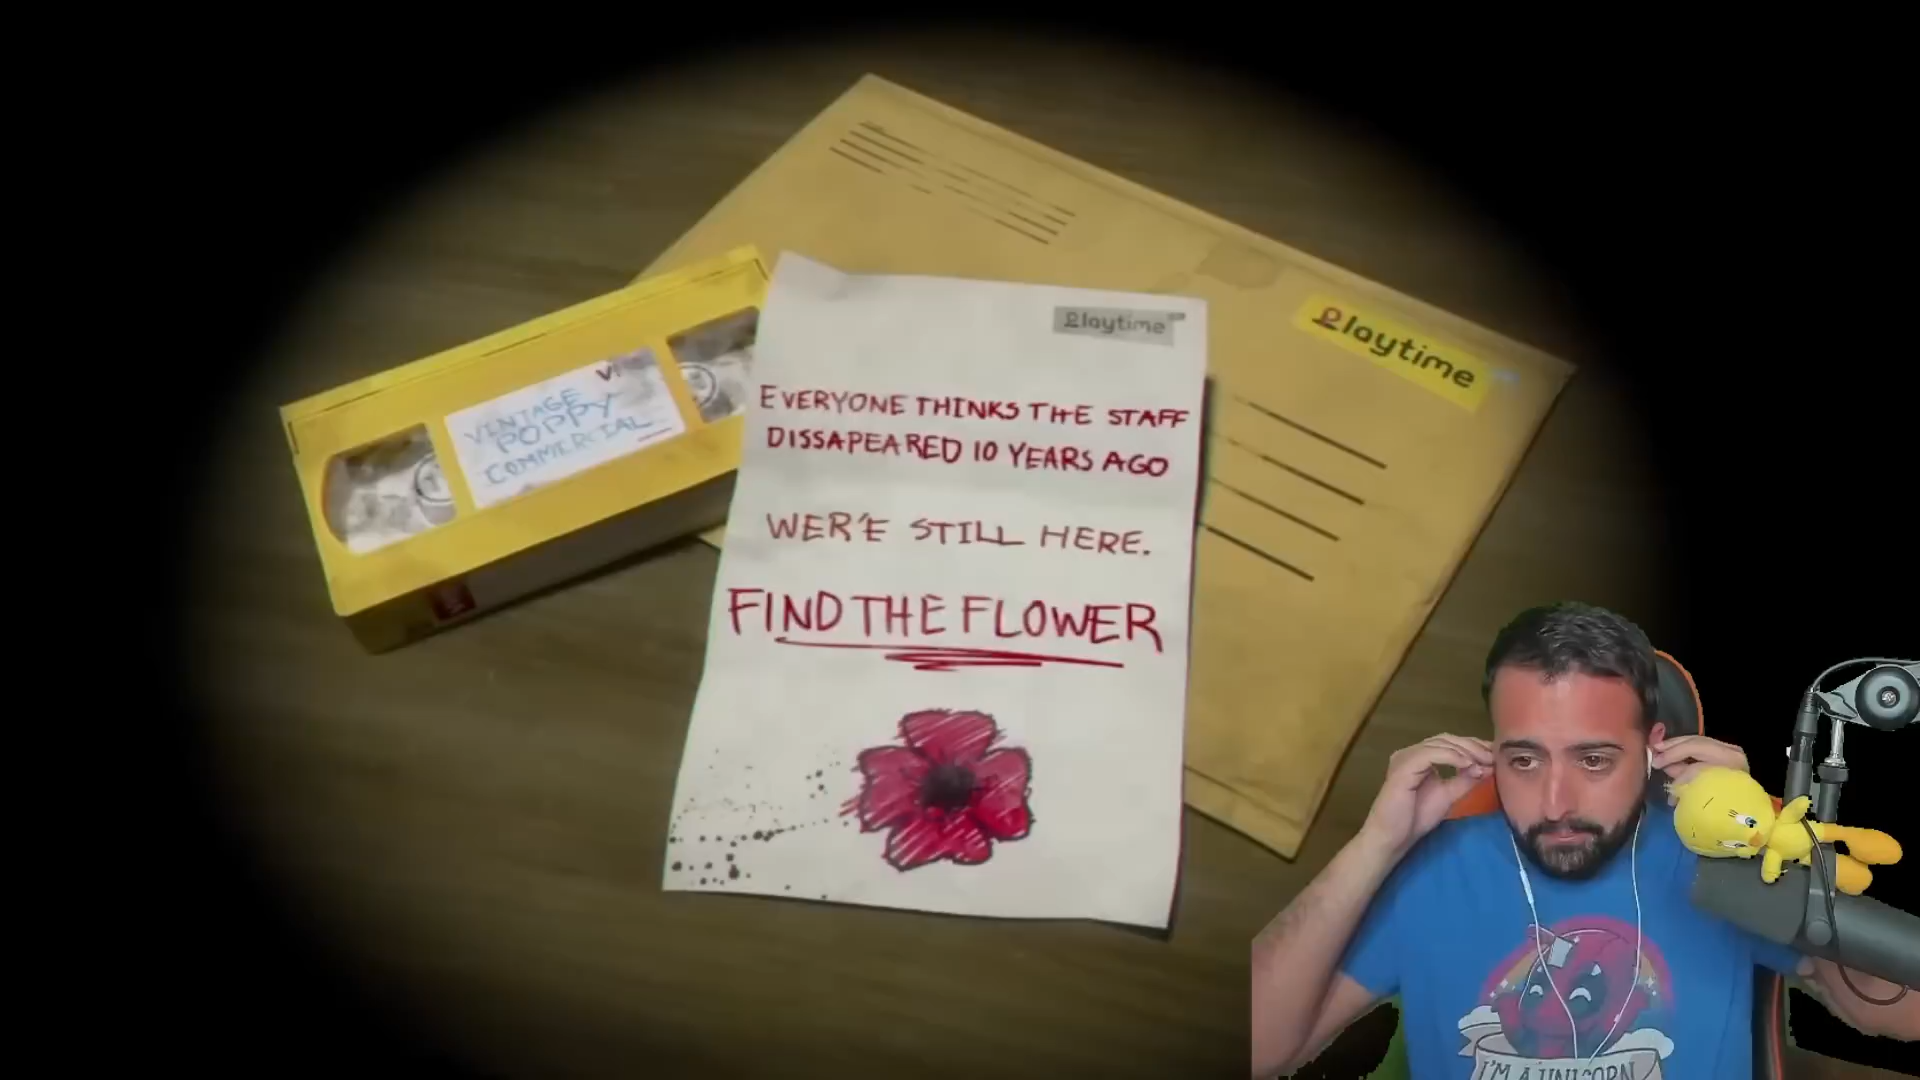 Playtime
Playtime
VINTAGE
POPPY
COMMERCIAL
EVERYONE THINKS THE STAFF
DISSAPEARED 10 YEARS AGO
WER'E STILL HERE.
FIND THE FLOWER
I'M A UNICORN